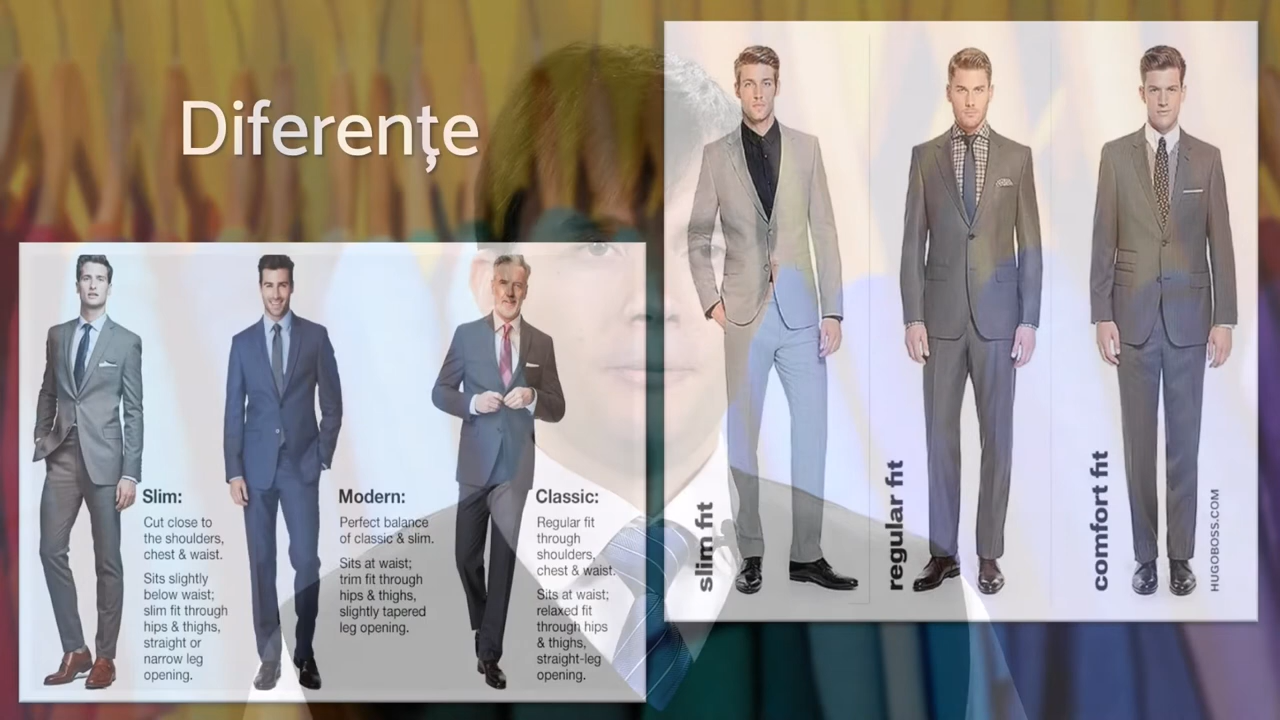 Diferențe
Slim:
Cut close to
the shoulders,
chest & waist.
Sits slightly
below waist;
slim fit through
hips & thighs,
straight or
narrow leg
opening.
Modern:
Perfect balance
of classic & slim.
Sits at waist;
trim fit through
hips & thighs,
slightly tapered
leg opening.
Classic:
Regular fit
through
shoulders,
chest & waist.
Sits at waist;
relaxed fit
through hips
& thighs,
straight-leg
opening.
slim fit
regular fit
comfort fit
HUGOBOSS.COM